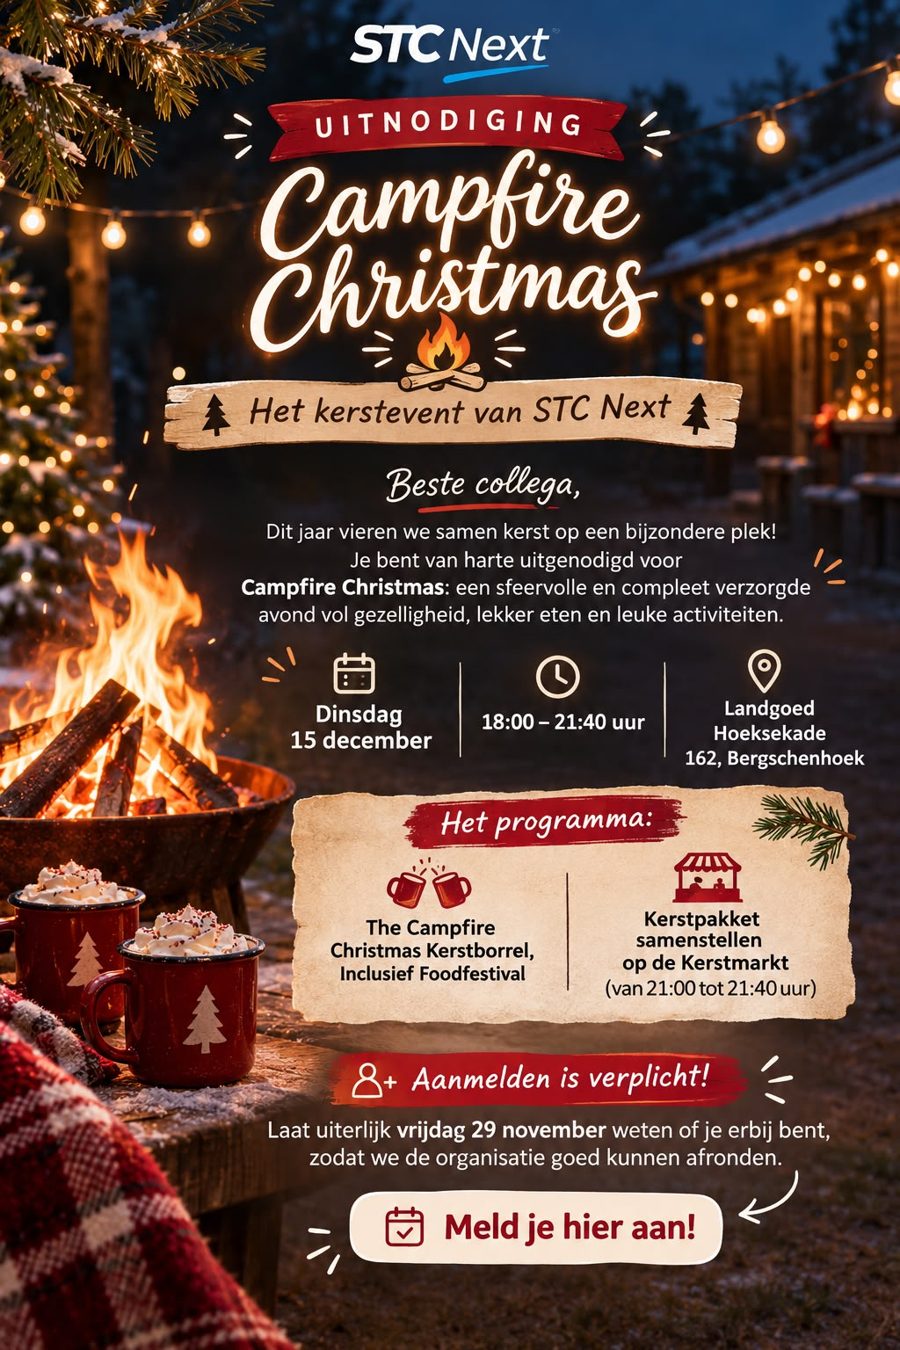 STC Next
UITNODIGING
Campfire
Christmas
Het kerstevent van STC Next
Beste collega,
Dit jaar vieren we samen kerst op een bijzondere plek!
Je bent van harte uitgenodigd voor
Campfire Christmas: een sfeervolle en compleet verzorgde
avond vol gezelligheid, lekker eten en leuke activiteiten.
Dinsdag
15 december
18:00 – 21:40 uur
Landgoed
Hoeksekade
162, Bergschenhoek
Het programma:
The Campfire
Christmas Kerstborrel,
Inclusief Foodfestival
Kerstpakket
samenstellen
op de Kerstmarkt
(van 21:00 tot 21:40 uur)
Aanmelden is verplicht!
Laat uiterlijk vrijdag 29 november weten of je erbij bent,
zodat we de organisatie goed kunnen afronden.
Meld je hier aan!